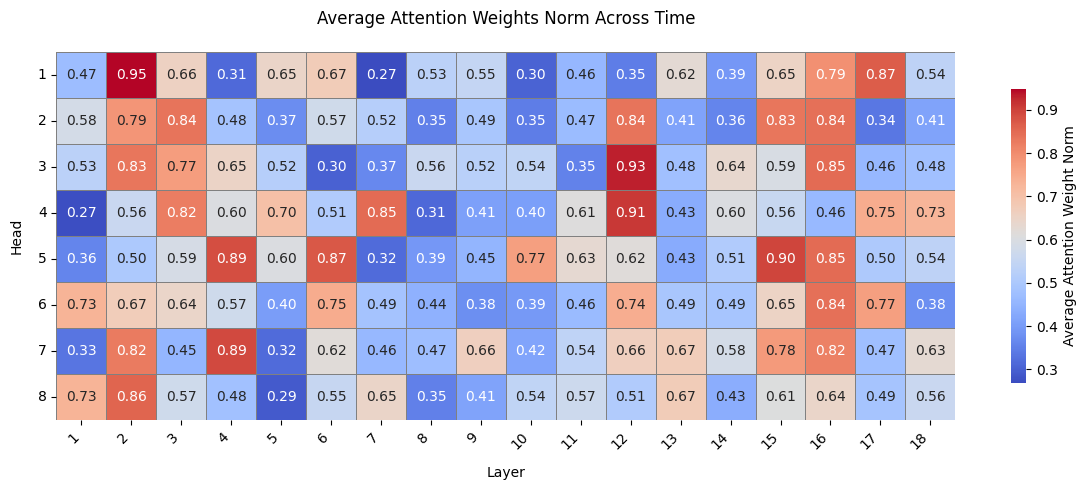 Average Attention Weights Norm Across Time
1 0.47 0.95 0.66 0.31 0.65 0.67 0.27 0.53 0.55 0.30 0.46 0.35 0.62 0.39 0.65 0.79 0.87 0.54
2 0.58 0.79 0.84 0.48 0.37 0.57 0.52 0.35 0.49 0.35 0.47 0.84 0.41 0.36 0.83 0.84 0.34 0.41
3 0.53 0.83 0.77 0.65 0.52 0.30 0.37 0.56 0.52 0.54 0.35 0.93 0.48 0.64 0.59 0.85 0.46 0.48
4 0.27 0.56 0.82 0.60 0.70 0.51 0.85 0.31 0.41 0.40 0.61 0.91 0.43 0.60 0.56 0.46 0.75 0.73
5 0.36 0.50 0.59 0.89 0.60 0.87 0.32 0.39 0.45 0.77 0.63 0.62 0.43 0.51 0.90 0.85 0.50 0.54
6 0.73 0.67 0.64 0.57 0.40 0.75 0.49 0.44 0.38 0.39 0.46 0.74 0.49 0.49 0.65 0.84 0.77 0.38
7 0.33 0.82 0.45 0.89 0.32 0.62 0.46 0.47 0.66 0.42 0.54 0.66 0.67 0.58 0.78 0.82 0.47 0.63
8 0.73 0.86 0.57 0.48 0.29 0.55 0.65 0.35 0.41 0.54 0.57 0.51 0.67 0.43 0.61 0.64 0.49 0.56
Head
1 2 3 4 5 6 7 8 9 10 11 12 13 14 15 16 17 18
Layer
0.9
0.8
0.7
0.6
0.5
0.4
0.3
Average Attention Weight Norm